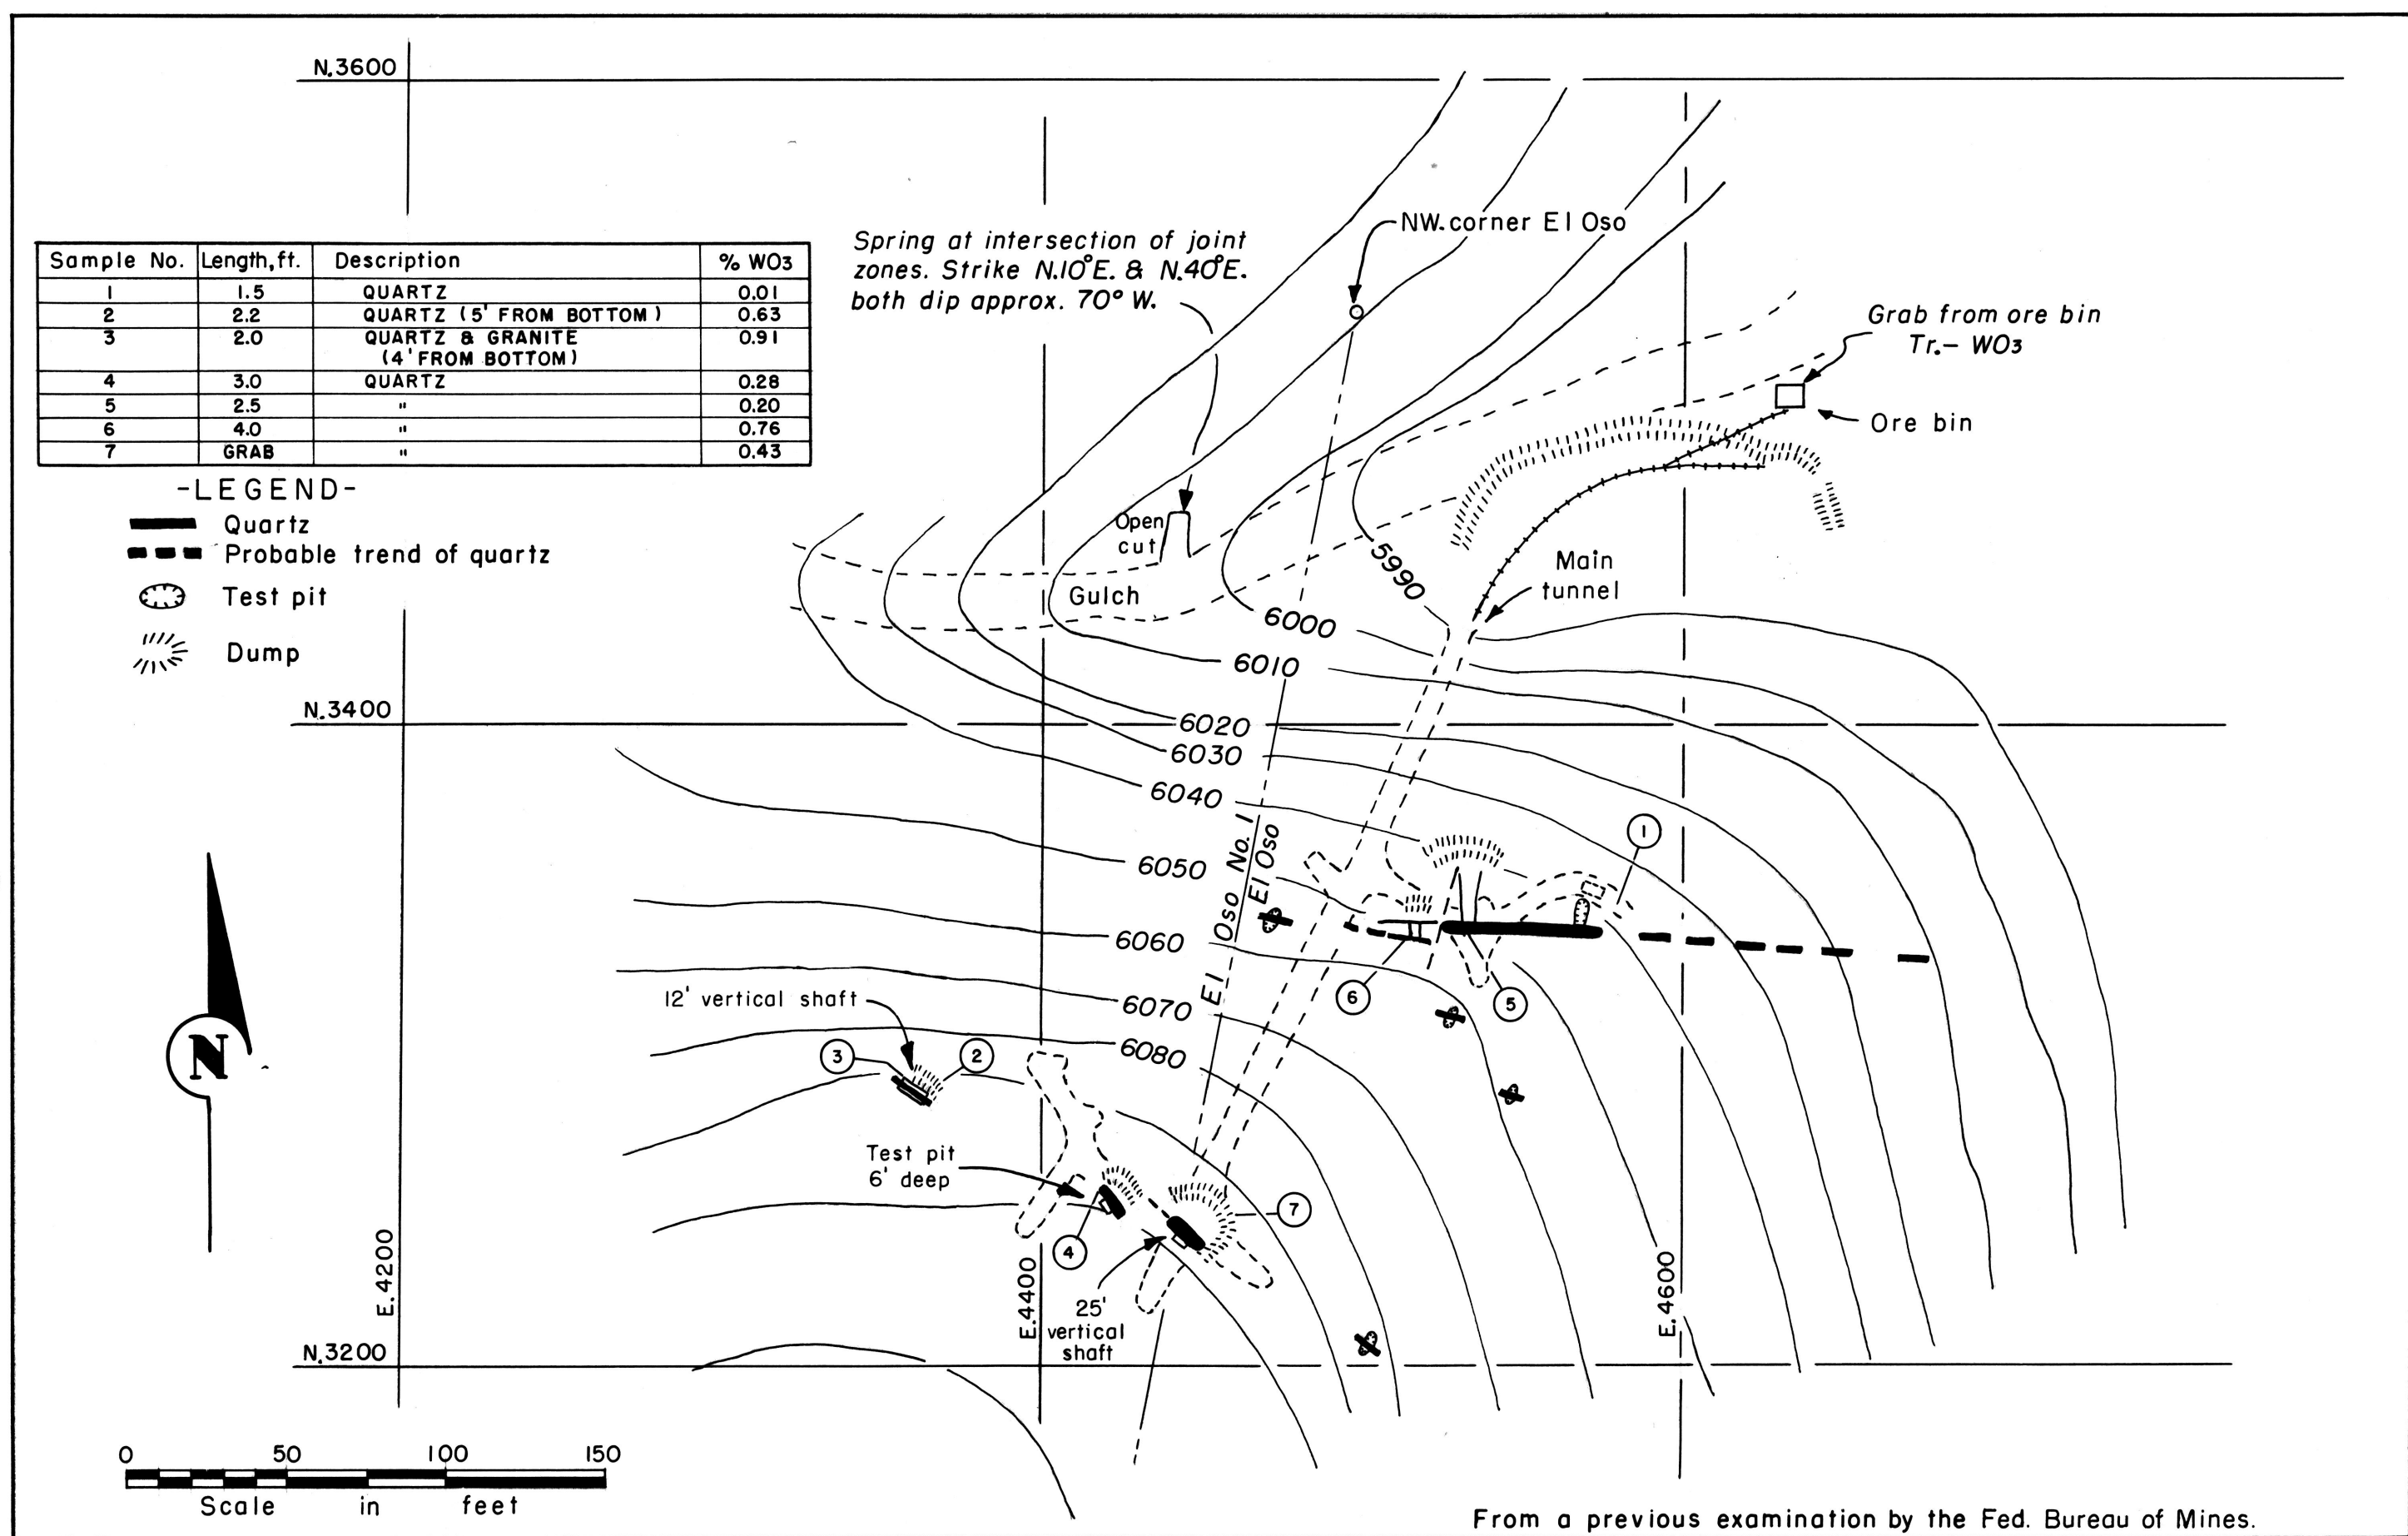 N.3600
Spring at intersection of joint
zones. Strike N.10°E. & N.40°E.
both dip approx. 70° W.
NW. corner El Oso
Grab from ore bin
Tr.– WO3
Ore bin
Sample No. Length, ft. Description % WO3
1 1.5 QUARTZ 0.01
2 2.2 QUARTZ (5' FROM BOTTOM) 0.63
3 2.0 QUARTZ & GRANITE 0.91
(4' FROM BOTTOM)
4 3.0 QUARTZ 0.28
5 2.5 " 0.20
6 4.0 " 0.76
7 GRAB " 0.43
-LEGEND-
Quartz
Probable trend of quartz
Test pit
Dump
Open
cut
Gulch
Main
tunnel
5990
6000
6010
N.3400
6020
6030
6040
6050
6060
6070
6080
El Oso No. 1
El Oso
1
6
5
12' vertical shaft
3
2
N
Test pit
6' deep
4
7
25'
vertical
shaft
E.4200
E.4400
E.4600
N.3200
0 50 100 150
Scale in feet
From a previous examination by the Fed. Bureau of Mines.